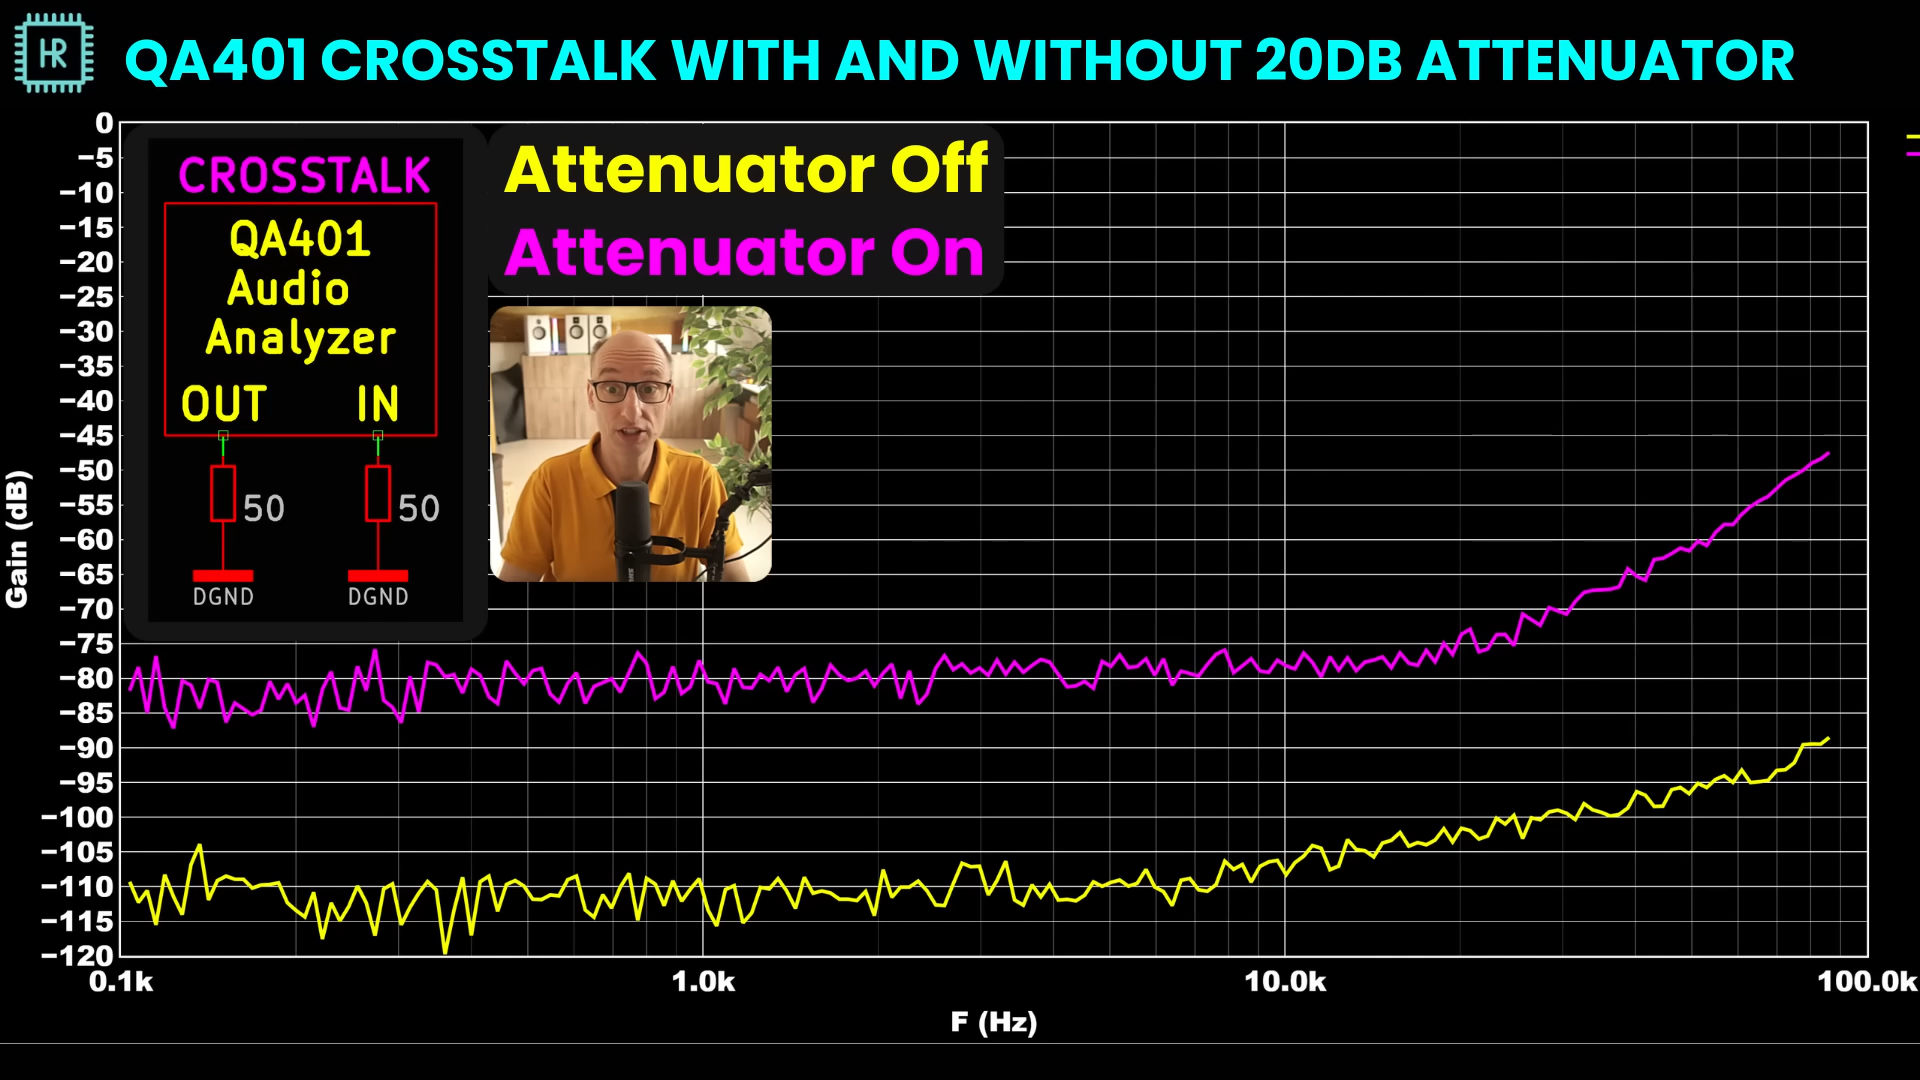 HR
QA401 CROSSTALK WITH AND WITHOUT 20DB ATTENUATOR
CROSSTALK
QA401
Audio
Analyzer
OUT IN
50 50
DGND DGND
Attenuator Off
Attenuator On
Gain (dB)
0
−5
−10
−15
−20
−25
−30
−35
−40
−45
−50
−55
−60
−65
−70
−75
−80
−85
−90
−95
−100
−105
−110
−115
−120
0.1k 1.0k 10.0k 100.0k
F (Hz)